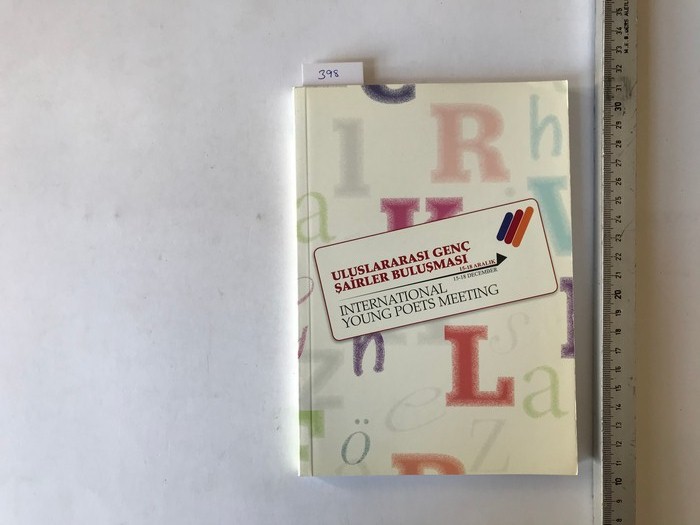 398
ULUSLARARASI GENÇ
ŞAİRLER BULUŞMASI
15-18 ARALIK
15-18 DECEMBER
INTERNATIONAL
YOUNG POETS MEETING
R
h
a
L
a
ö
e
z